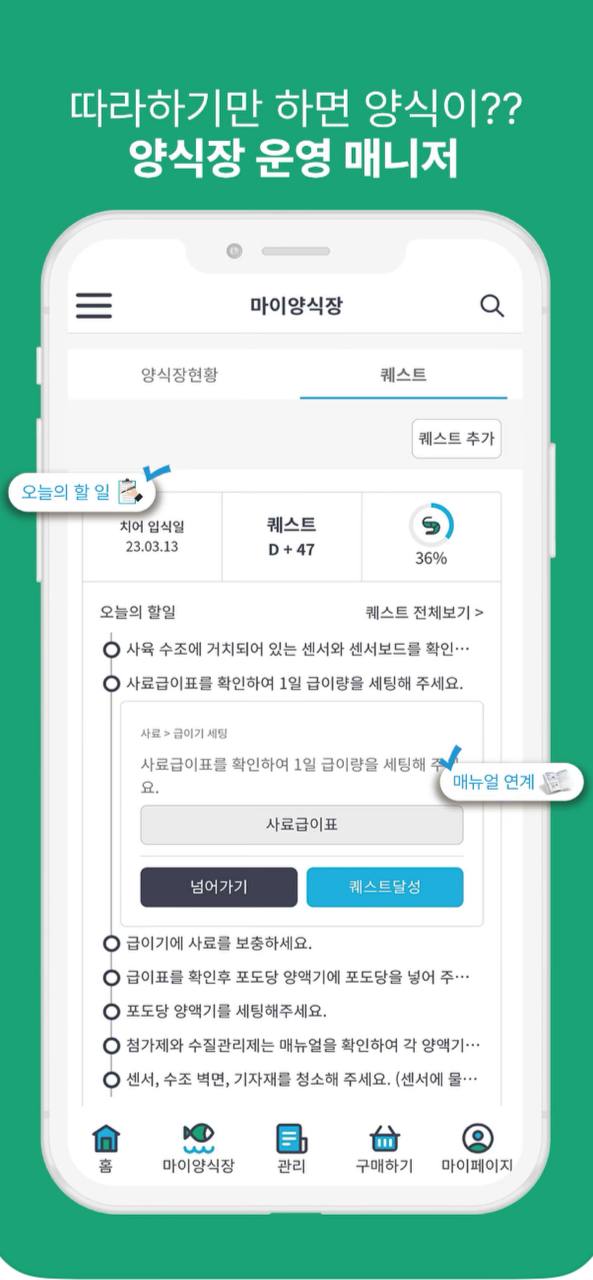 따라하기만 하면 양식이??
양식장 운영 매니저
마이양식장
양식장현황
퀘스트
퀘스트 추가
오늘의 할 일
치어 입식일
23.03.13
퀘스트
D + 47
36%
오늘의 할일
퀘스트 전체보기 >
사육 수조에 거치되어 있는 센서와 센서보드를 확인…
사료급이표를 확인하여 1일 급이량을 세팅해 주세요.
사료 > 급이기 세팅
사료급이표를 확인하여 1일 급이량을 세팅해 주
요.
매뉴얼 연계
사료급이표
넘어가기
퀘스트달성
급이기에 사료를 보충하세요.
급이표를 확인후 포도당 양액기에 포도당을 넣어 주…
포도당 양액기를 세팅해주세요.
첨가제와 수질관리제는 매뉴얼을 확인하여 각 양액기…
센서, 수조 벽면, 기자재를 청소해 주세요. (센서에 물…
홈
마이양식장
관리
구매하기
마이페이지